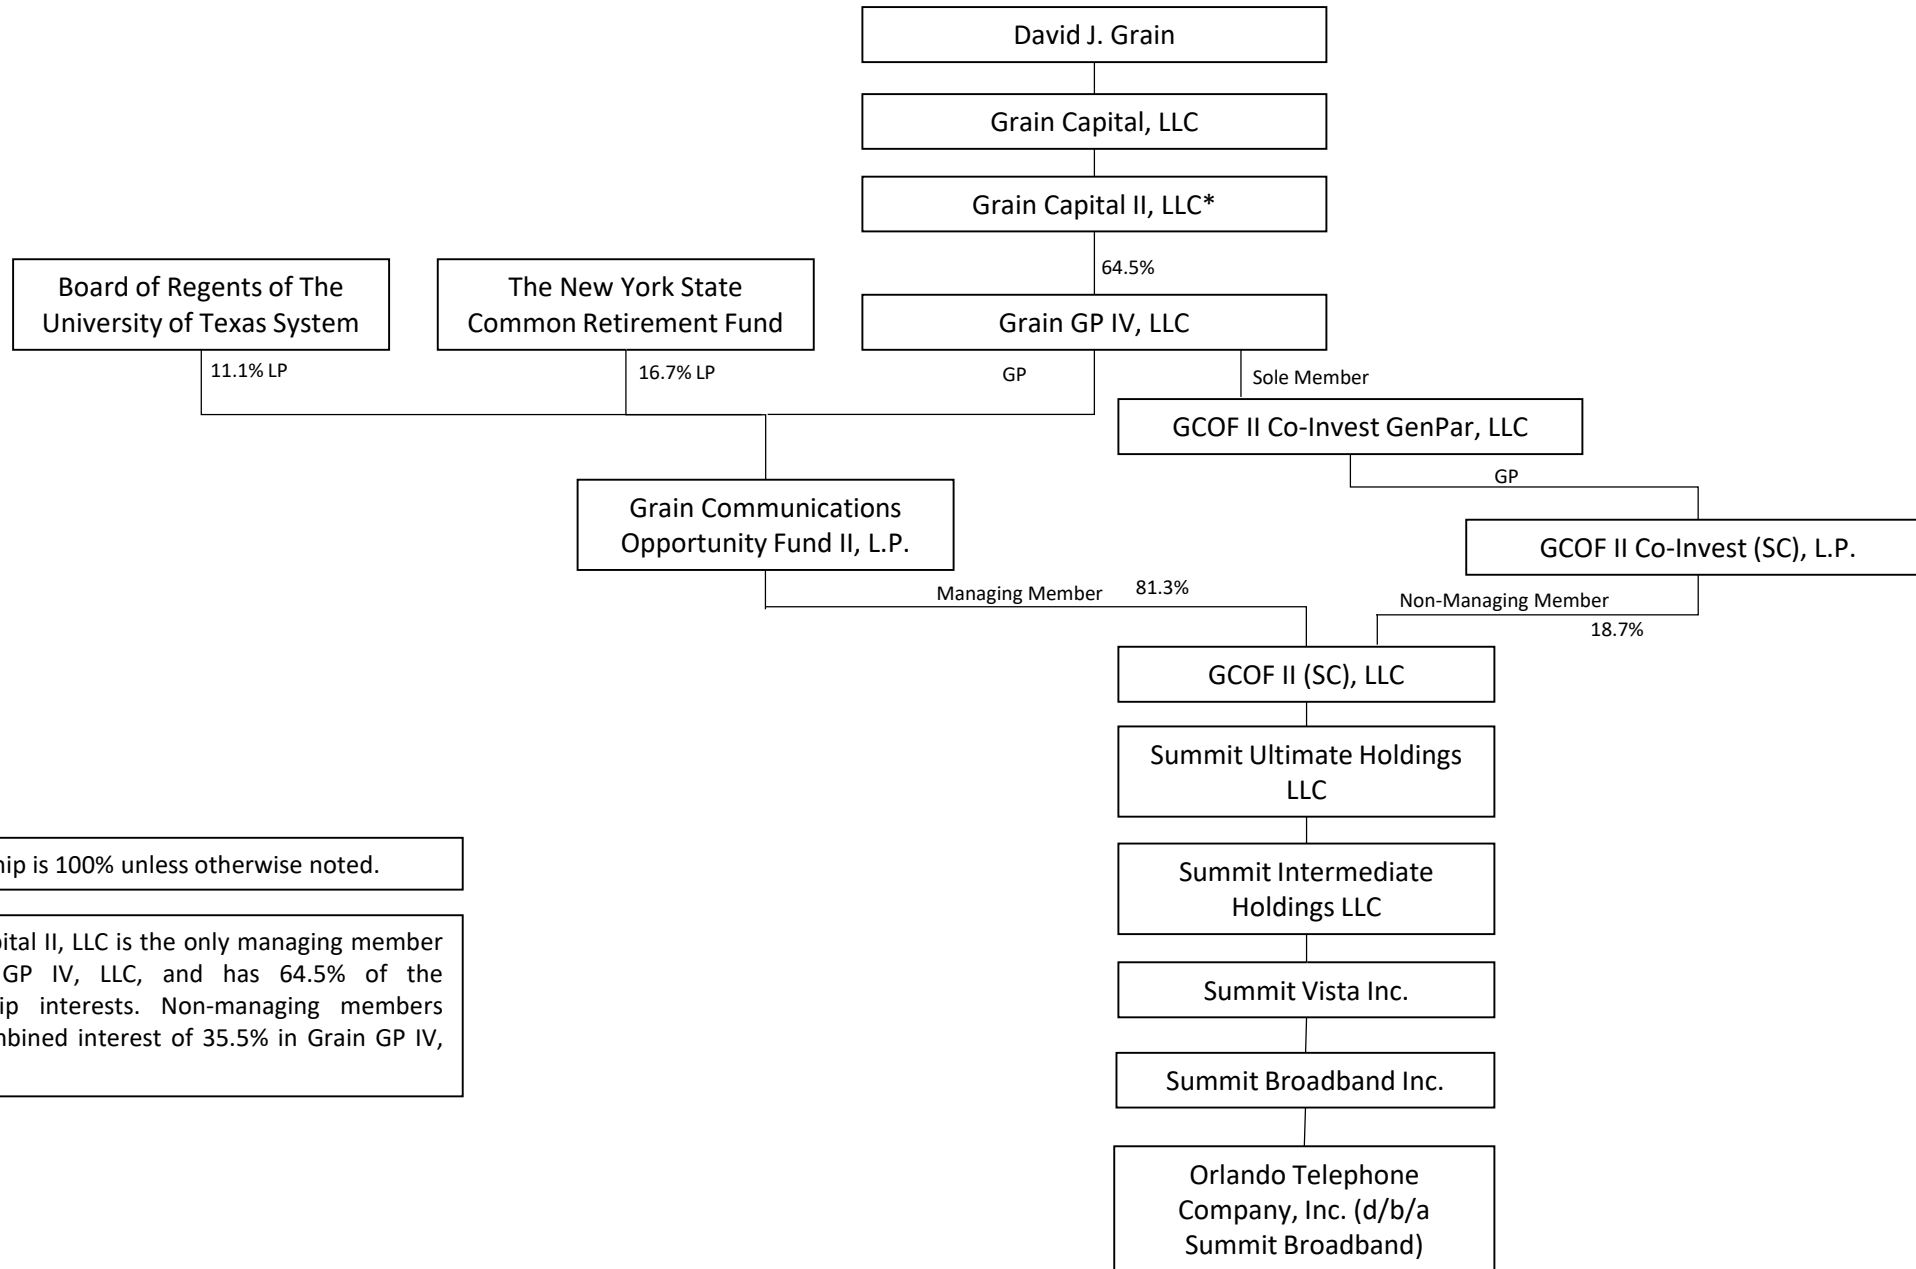 David J. Grain
Grain Capital, LLC
Grain Capital II, LLC*
64.5%
Board of Regents of The
University of Texas System
The New York State
Common Retirement Fund
Grain GP IV, LLC
11.1% LP
16.7% LP
GP
Sole Member
GCOF II Co-Invest GenPar, LLC
GP
Grain Communications
Opportunity Fund II, L.P.
GCOF II Co-Invest (SC), L.P.
Managing Member 81.3%
Non-Managing Member
18.7%
GCOF II (SC), LLC
Summit Ultimate Holdings
LLC
Summit Intermediate
Holdings LLC
is 100% unless otherwise noted.
II, LLC is the only managing member
GP IV, LLC, and has 64.5% of the
interests. Non-managing members
interest of 35.5% in Grain GP IV,
Summit Vista Inc.
Summit Broadband Inc.
Orlando Telephone
Company, Inc. (d/b/a
Summit Broadband)